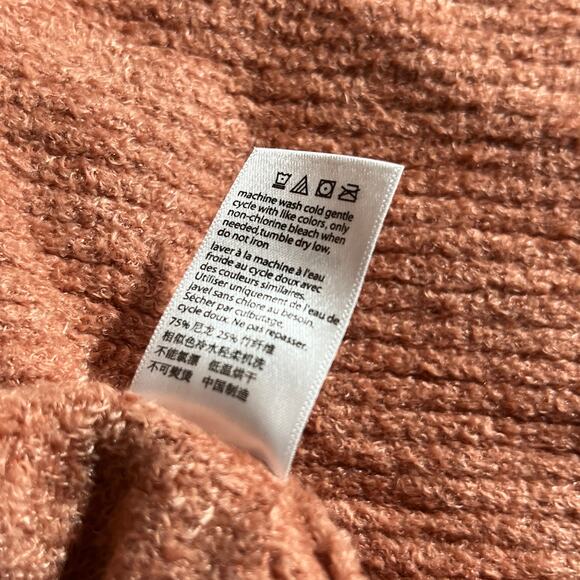 machine wash cold gentle
cycle with like colors, only
non-chlorine bleach when
needed,tumble dry low,
do not iron
laver à la machine à l'eau
froide au cycle doux avec
des couleurs similaires.
Utiliser uniquement de l'eau de
javel sans chlore au besoin,
Sécher par culbutage,
cycle doux. Ne pas repasser.
75% 尼龙 25% 竹纤维
相似色冷水轻柔机洗
不能氯漂 低温烘干
不可熨烫 中国制造